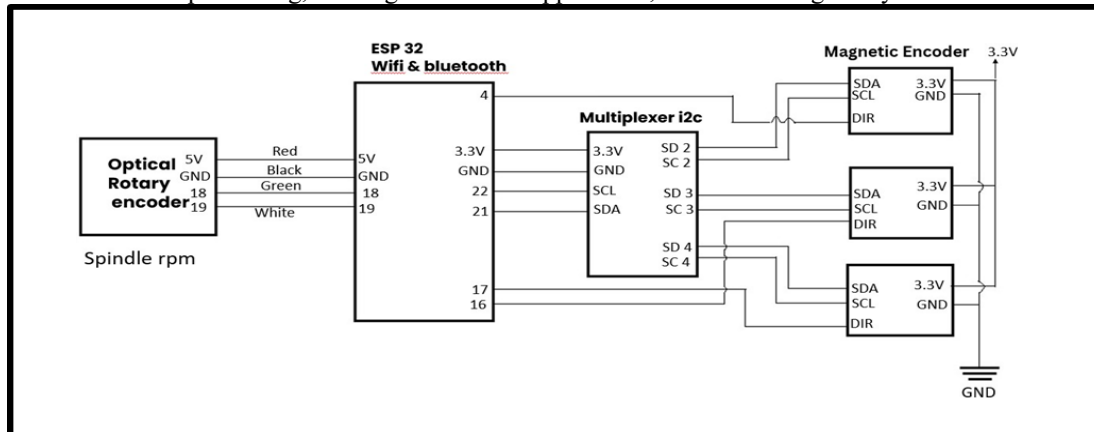 ESP 32
Wifi & bluetooth
4
3.3V
GND
22
21
17
16
5V
GND
18
19
Red
Black
Green
White
Optical
Rotary
encoder
5V
GND
18
19
Spindle rpm
Multiplexer i2c
3.3V
GND
SCL
SDA
SD 2
SC 2
SD 3
SC 3
SD 4
SC 4
Magnetic Encoder
3.3V
SDA
SCL
DIR
3.3V
GND
SDA
SCL
DIR
3.3V
GND
SDA
SCL
DIR
3.3V
GND
GND